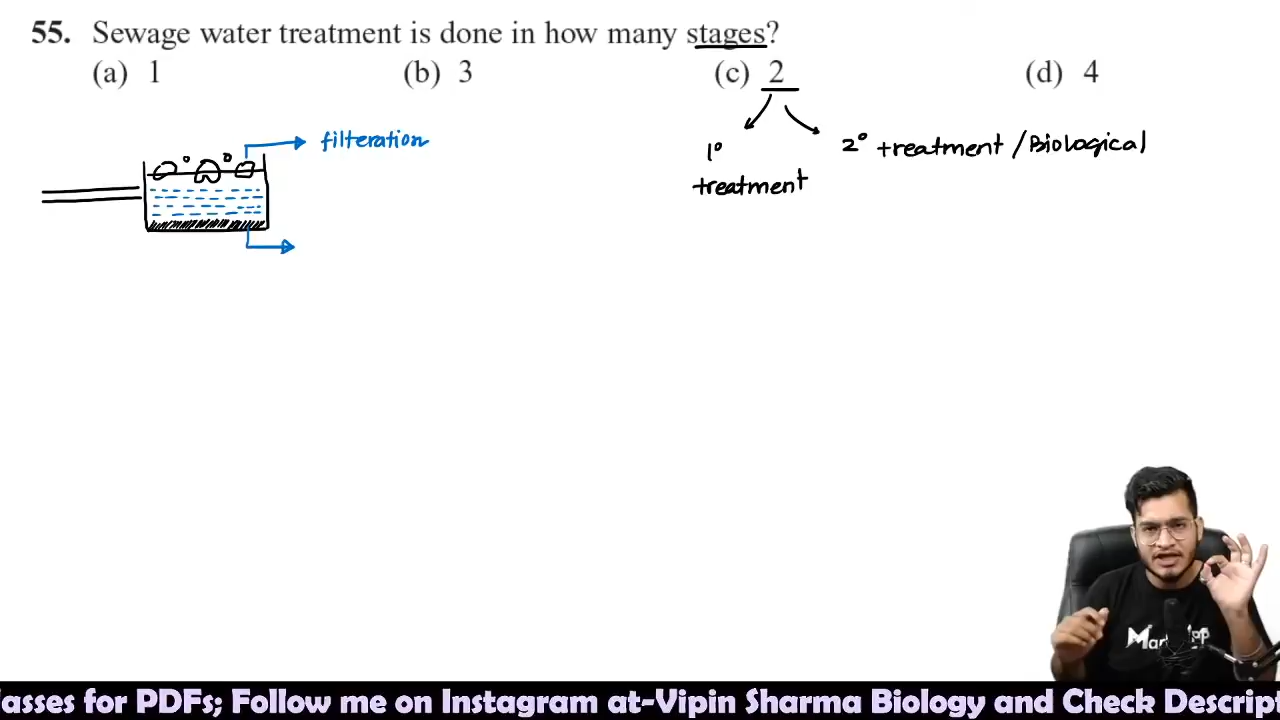 55. Sewage water treatment is done in how many stages?
(a) 1 (b) 3 (c) 2 (d) 4
filteration
1° 2° treatment / Biological
treatment
lasses for PDFs; Follow me on Instagram at-Vipin Sharma Biology and Check Descript